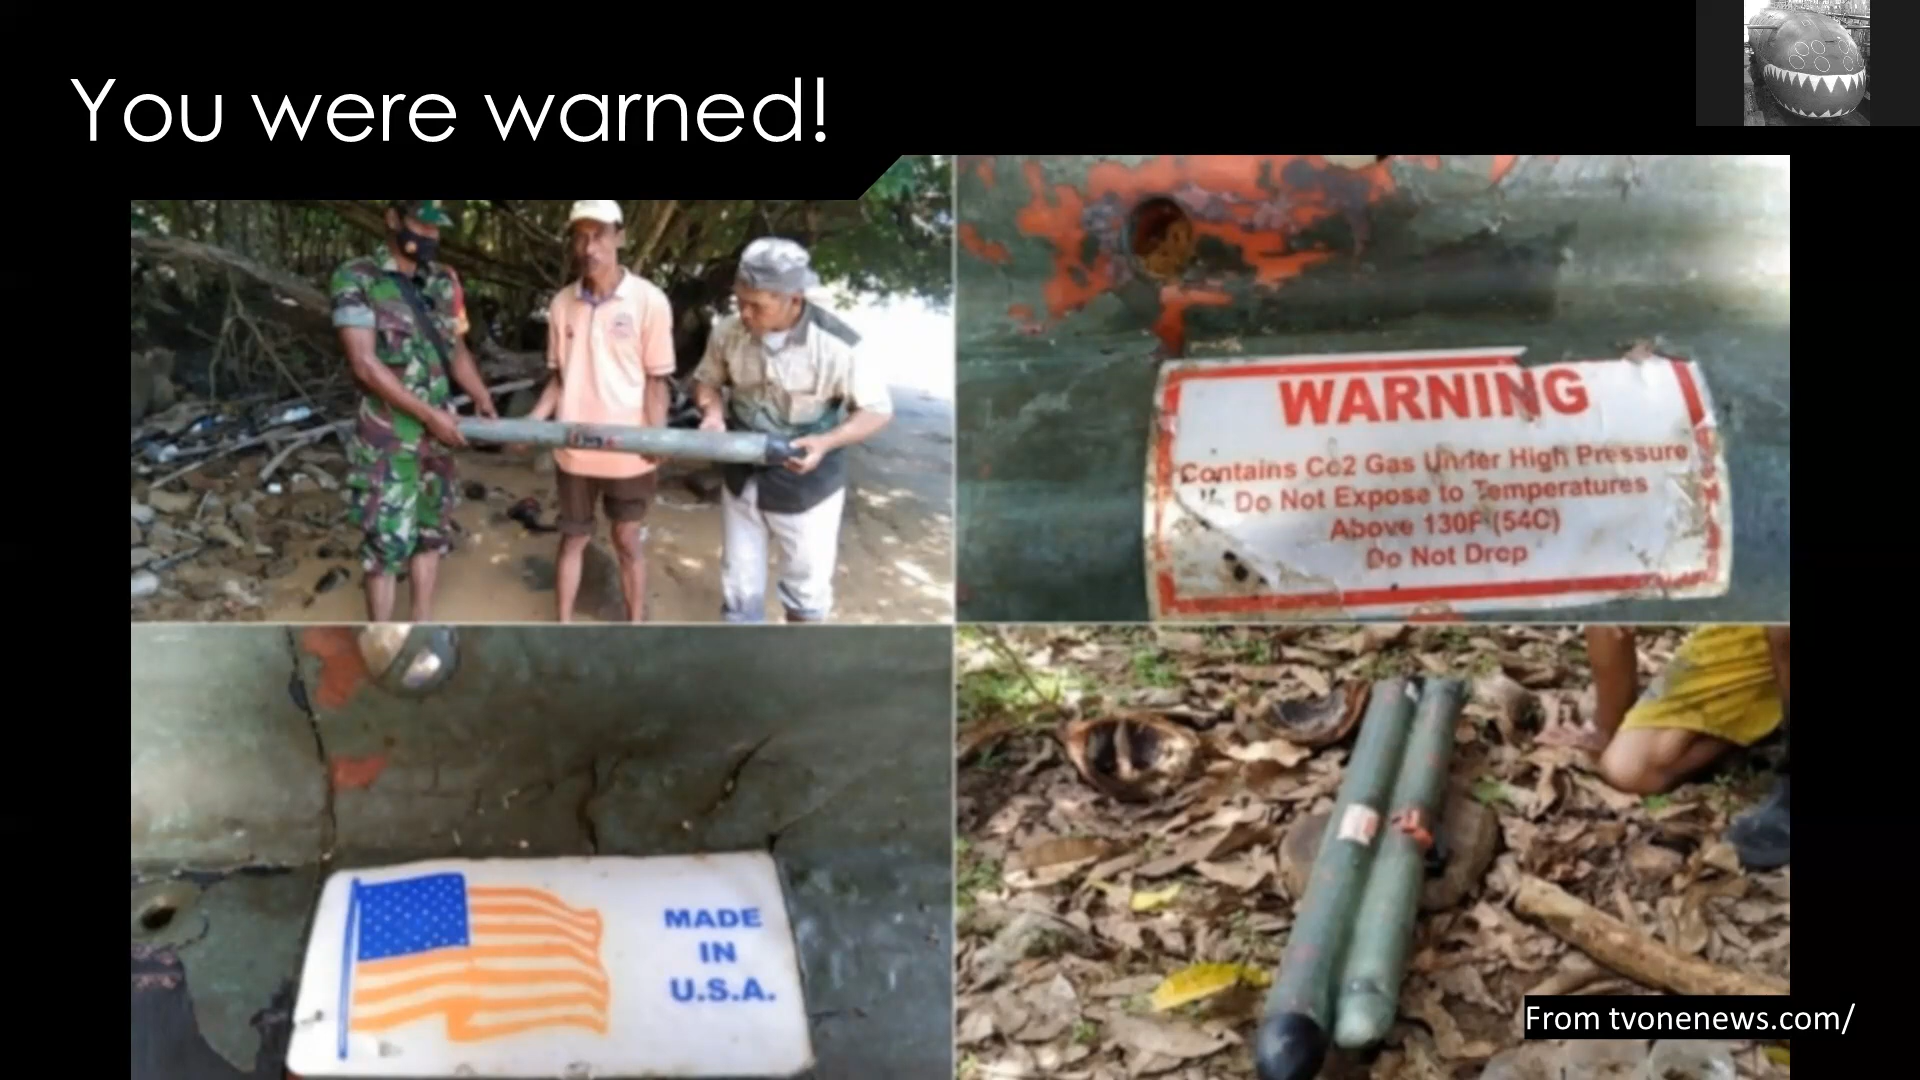 You were warned!
WARNING
Contains Co2 Gas Under High Pressure
Do Not Expose to Temperatures
Above 130F (54C)
Do Not Drop
MADE
IN
U.S.A.
From tvonenews.com/